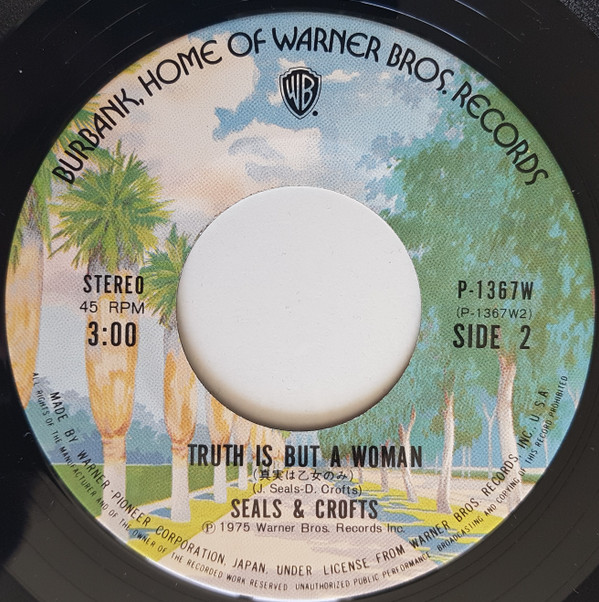 BURBANK, HOME OF WARNER BROS. RECORDS
WB.
STEREO
45 RPM
3:00
P-1367W
(P-1367W2)
SIDE 2
TRUTH IS BUT A WOMAN
(真実は乙女のみ)
(J. Seals-D. Crofts)
SEALS & CROFTS
Ⓟ 1975 Warner Bros. Records Inc.
MADE BY WARNER-PIONEER CORPORATION, JAPAN, UNDER LICENSE FROM WARNER BROS. RECORDS, INC., U.S.A.
ALL RIGHTS OF THE MANUFACTURER AND OF THE OWNER OF THE RECORDED WORK RESERVED. UNAUTHORIZED PUBLIC PERFORMANCE, BROADCASTING AND COPYING OF THIS RECORD PROHIBITED